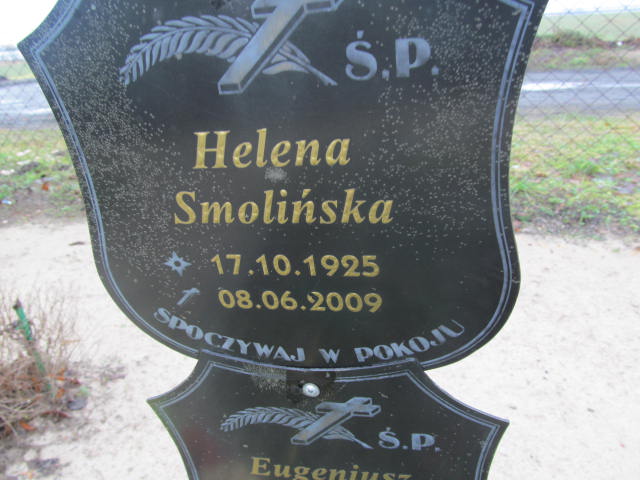 Ś.P.
Helena
Smolińska
17.10.1925
08.06.2009
SPOCZYWAJ W POKOJU
Ś.P.
Eugeniusz